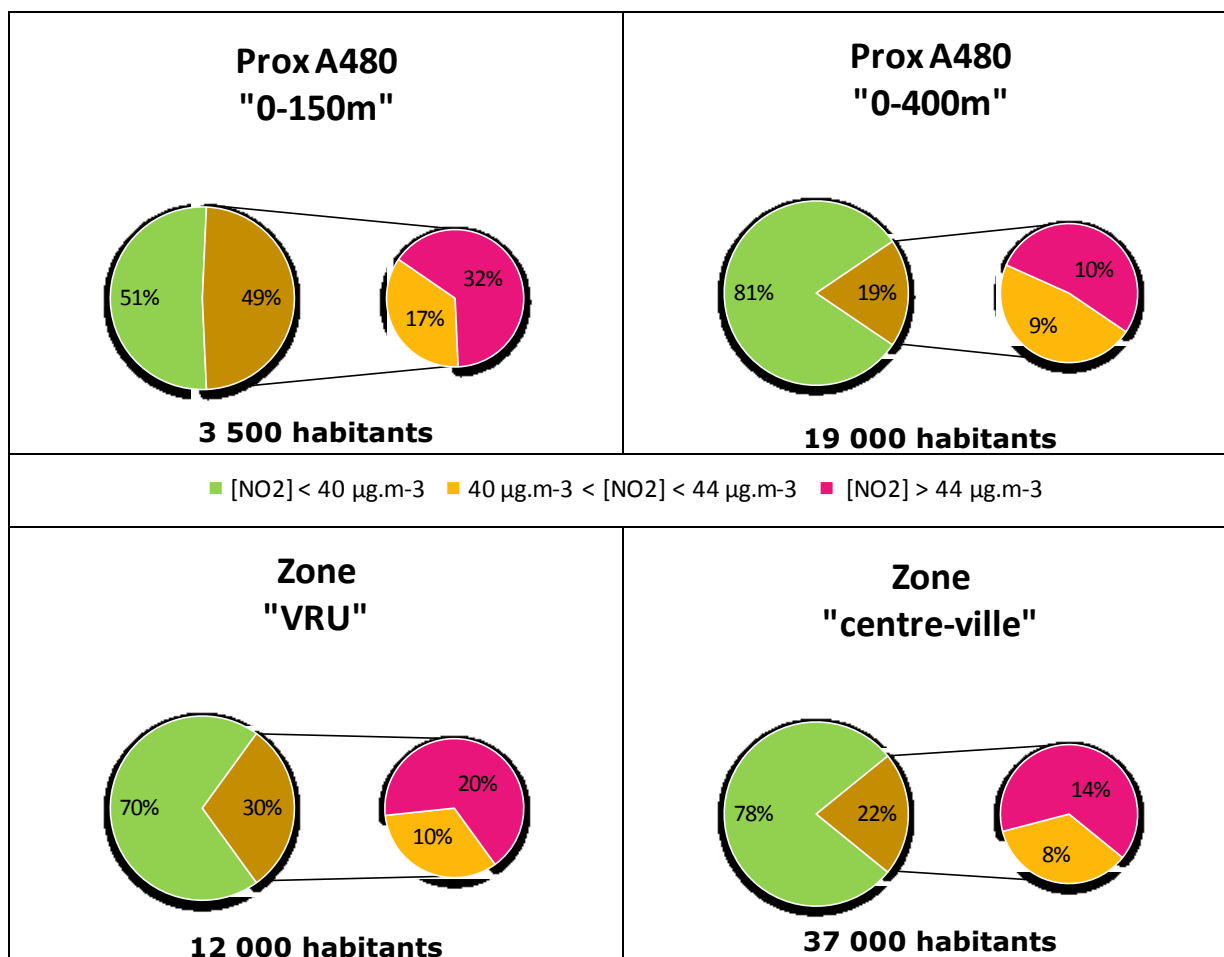 Prox A480
"0-150m"
51%
49%
32%
17%
3 500 habitants
Prox A480
"0-400m"
81%
19%
10%
9%
19 000 habitants
[NO2] < 40 µg.m-3 40 µg.m-3 < [NO2] < 44 µg.m-3 [NO2] > 44 µg.m-3
Zone
"VRU"
70%
30%
20%
10%
12 000 habitants
Zone
"centre-ville"
78%
22%
14%
8%
37 000 habitants